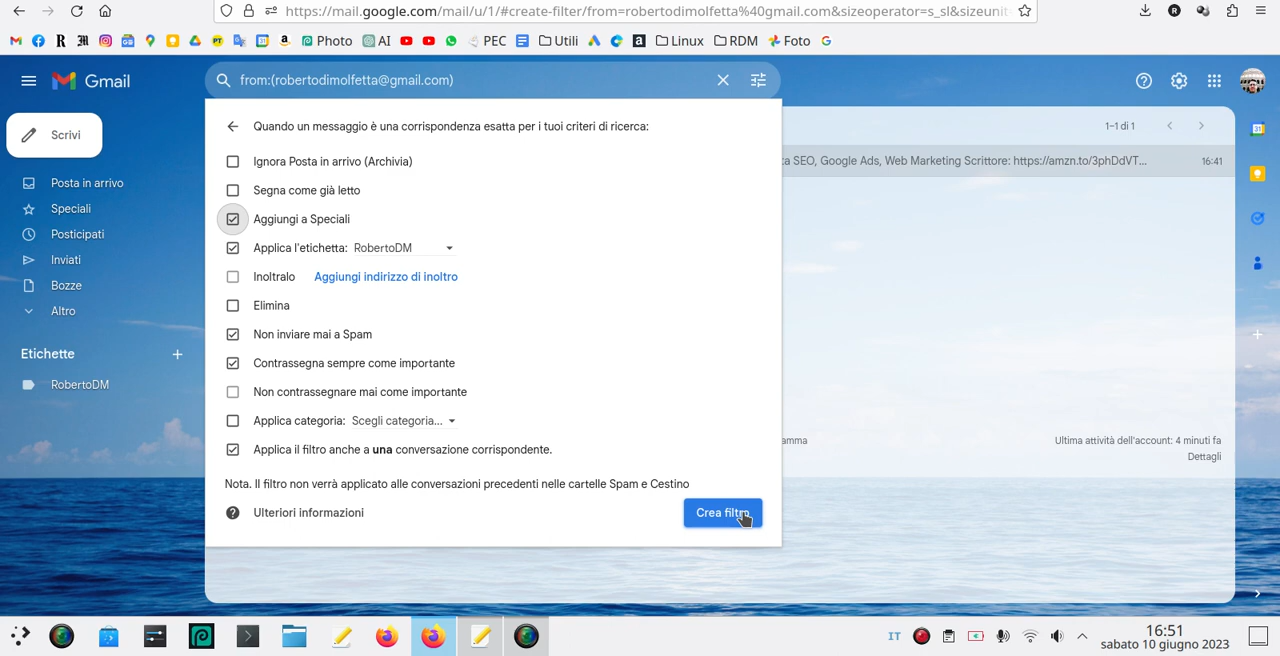 https://mail.google.com/mail/u/1/#create-filter/from=robertodimolfetta%40gmail.com&sizeoperator=s_sl&sizeunit
Photo AI PEC Utili Linux RDM Foto
Gmail
from:(robertodimolfetta@gmail.com)
Scrivi
Posta in arrivo
Speciali
Posticipati
Inviati
Bozze
Altro
Etichette
RobertoDM
Quando un messaggio è una corrispondenza esatta per i tuoi criteri di ricerca:
Ignora Posta in arrivo (Archivia)
Segna come già letto
Aggiungi a Speciali
Applica l'etichetta: RobertoDM
Inoltralo Aggiungi indirizzo di inoltro
Elimina
Non inviare mai a Spam
Contrassegna sempre come importante
Non contrassegnare mai come importante
Applica categoria: Scegli categoria...
Applica il filtro anche a una conversazione corrispondente.
Nota. Il filtro non verrà applicato alle conversazioni precedenti nelle cartelle Spam e Cestino
Ulteriori informazioni
Crea filtro
1–1 di 1
ta SEO, Google Ads, Web Marketing Scrittore: https://amzn.to/3phDdVT... 16:41
amma
Ultima attività dell'account: 4 minuti fa
Dettagli
IT
16:51
sabato 10 giugno 2023